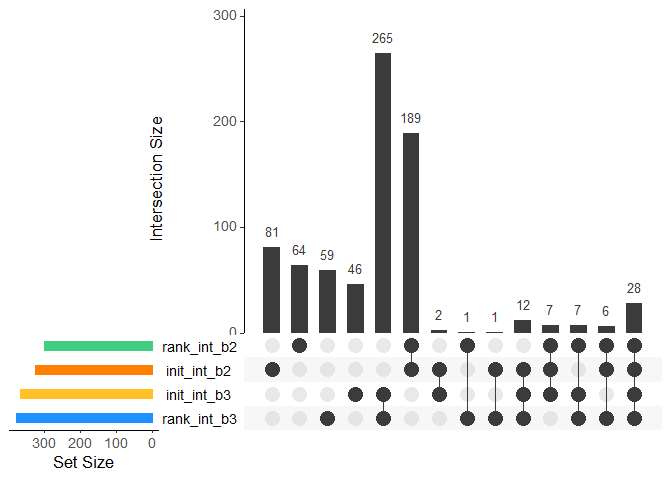 300
265
200
189
Intersection Size
100
81
64
59
46
2
1
1
12
7
7
6
28
0
rank_int_b2
init_int_b2
init_int_b3
rank_int_b3
300 200 100 0
Set Size